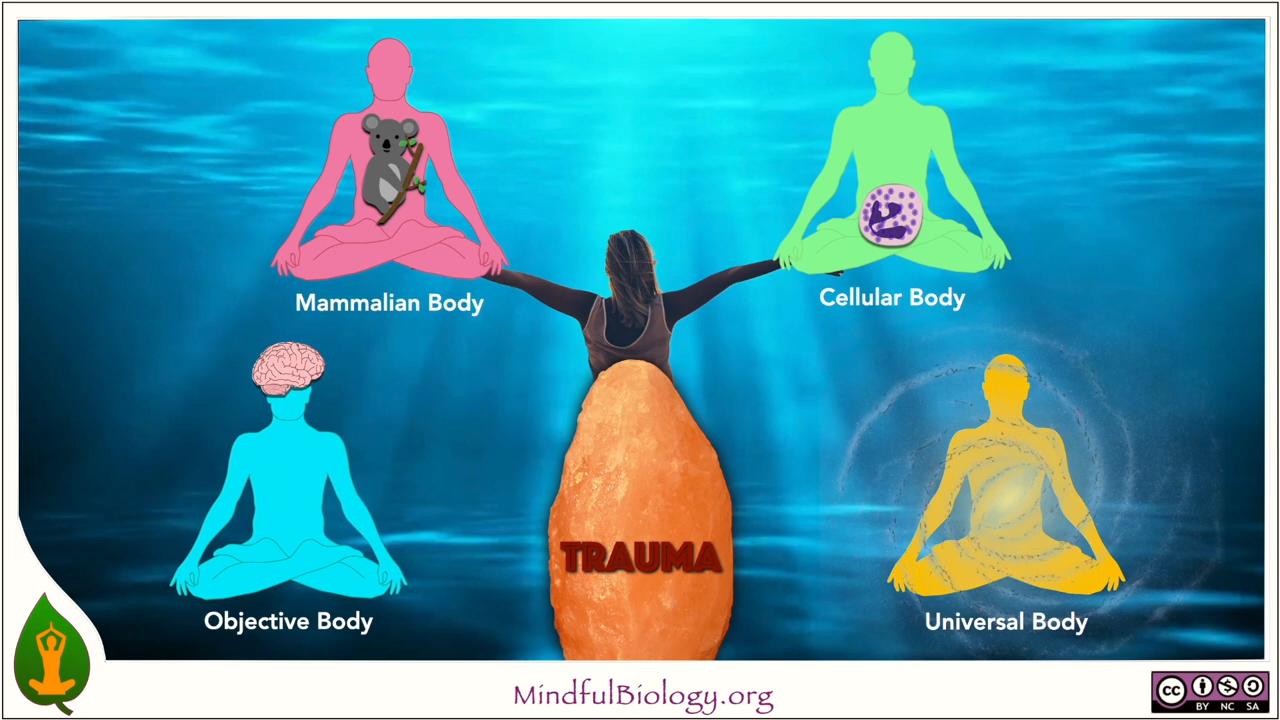 Mammalian Body
Cellular Body
TRAUMA
Objective Body
Universal Body
MindfulBiology.org
cc
BY NC SA